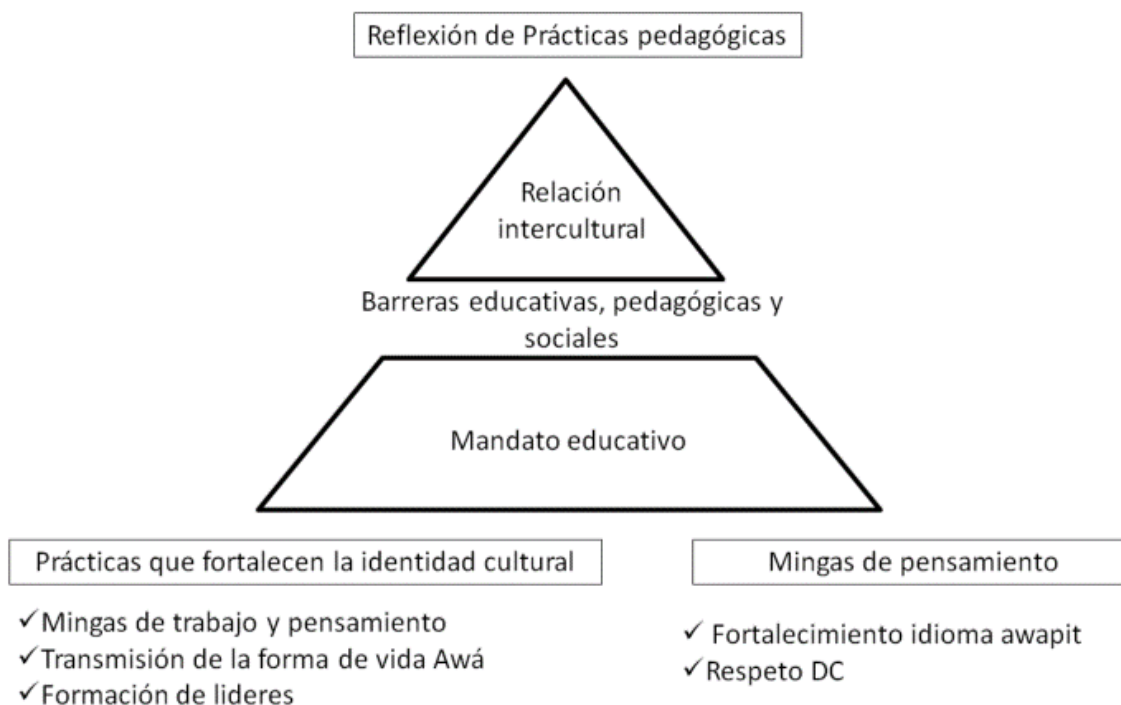 Reflexión de Prácticas pedagógicas
Relación
intercultural
Barreras educativas, pedagógicas y
sociales
Mandato educativo
Prácticas que fortalecen la identidad cultural
✓Mingas de trabajo y pensamiento
✓Transmisión de la forma de vida Awá
✓Formación de lideres
Mingas de pensamiento
✓ Fortalecimiento idioma awapit
✓Respeto DC